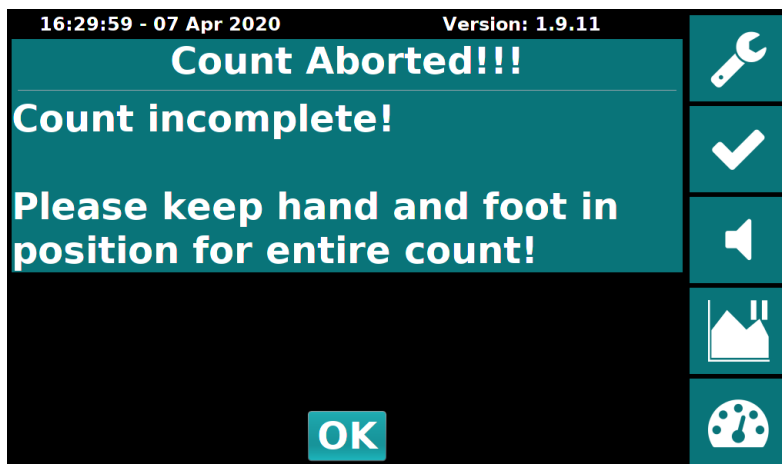 16:29:59 - 07 Apr 2020 Version: 1.9.11
Count Aborted!!!
Count incomplete!
Please keep hand and foot in
position for entire count!
OK